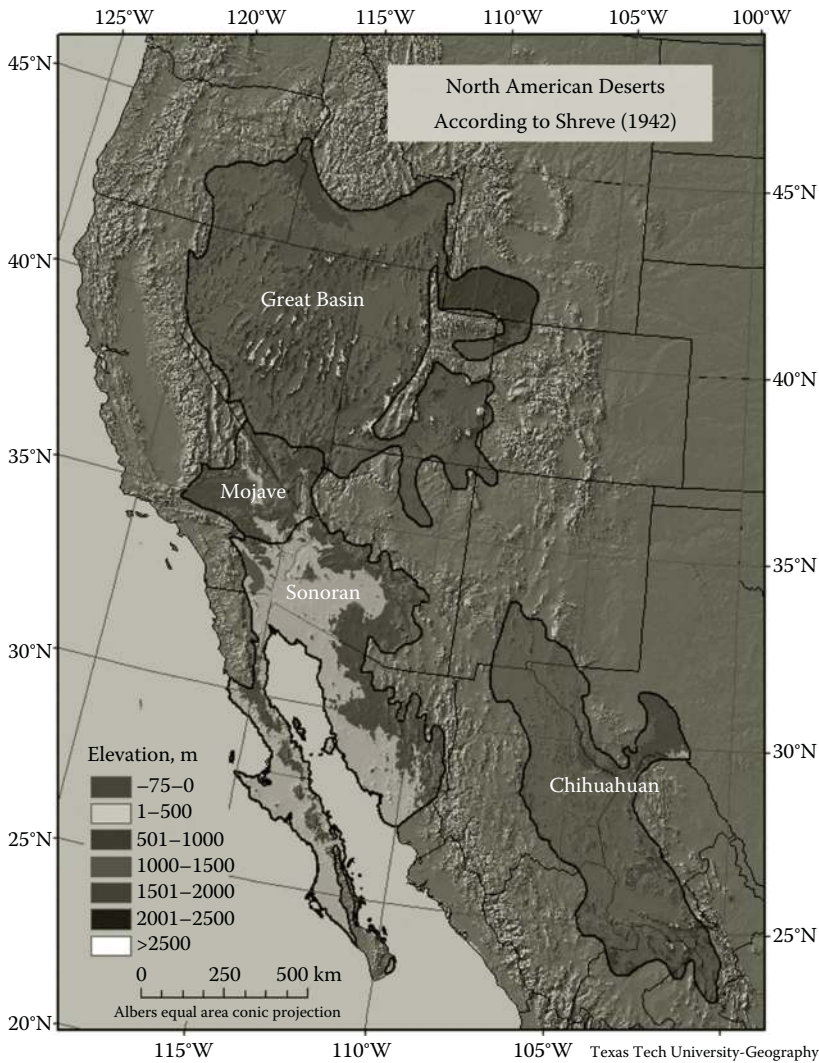 125°W 120°W 115°W 110°W 105°W 100°W
45°N
North American Deserts
According to Shreve (1942)
45°N
40°N
Great Basin
40°N
35°N
Mojave
35°N
Sonoran
30°N
30°N
Elevation, m
–75–0
1–500
501–1000
1000–1500
1501–2000
2001–2500
>2500
Chihuahuan
25°N
25°N
0 250 500 km
Albers equal area conic projection
20°N
115°W 110°W 105°W
Texas Tech University-Geography